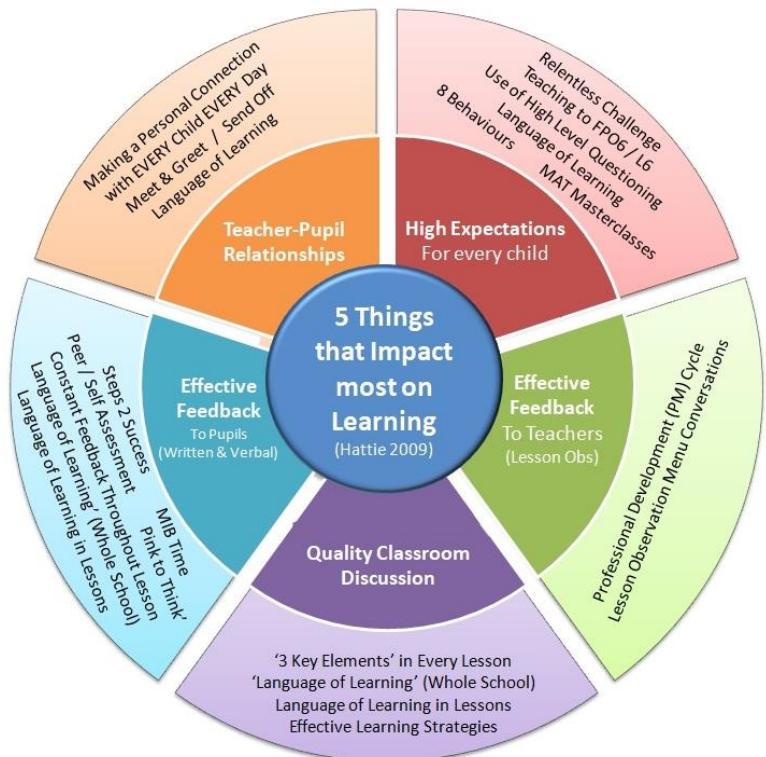 5 Things
that Impact
most on
Learning
(Hattie 2009)
Teacher-Pupil
Relationships
Making a Personal Connection
with EVERY Child EVERY Day
Meet & Greet / Send Off
Language of Learning
High Expectations
For every child
Relentless Challenge
Teaching to FPO6 / L6
Use of High Level Questioning
Language of Learning
8 Behaviours
MAT Masterclasses
Effective
Feedback
To Teachers
(Lesson Obs)
Professional Development (PM) Cycle
Lesson Observation Menu Conversations
Quality Classroom
Discussion
‘3 Key Elements’ in Every Lesson
‘Language of Learning’ (Whole School)
Language of Learning in Lessons
Effective Learning Strategies
Effective
Feedback
To Pupils
(Written & Verbal)
Steps 2 Success
MIB Time
Peer / Self Assessment
Pink to Think’
Constant Feedback Throughout Lesson
Language of Learning’ (Whole School)
Language of Learning in Lessons